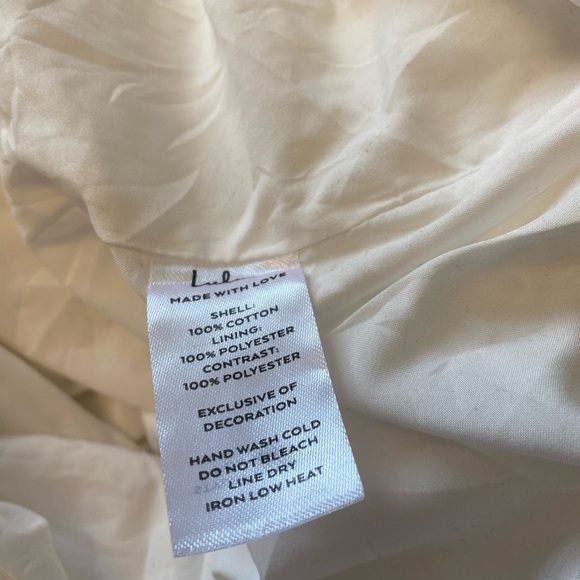 MADE WITH LOVE
SHELL:
100% COTTON
LINING:
100% POLYESTER
CONTRAST:
100% POLYESTER
EXCLUSIVE OF
DECORATION
HAND WASH COLD
DO NOT BLEACH
LINE DRY
IRON LOW HEAT